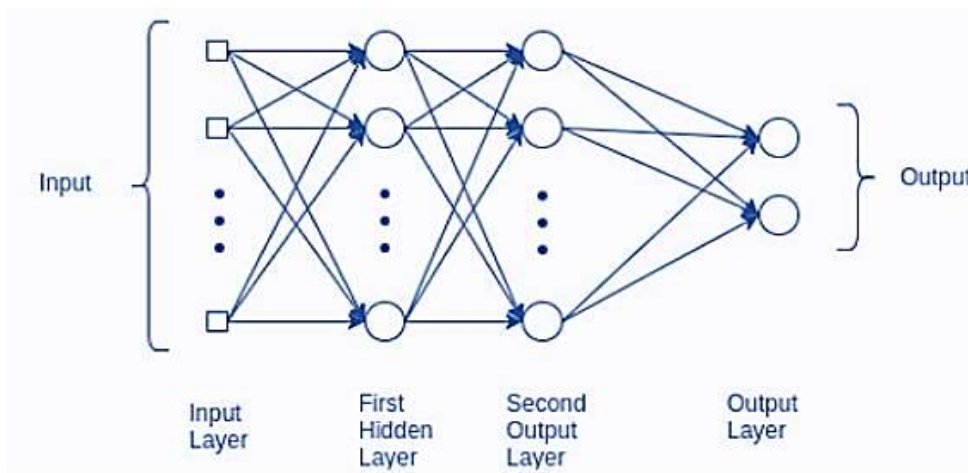 Input
Output
Input
Layer
First
Hidden
Layer
Second
Output
Layer
Output
Layer